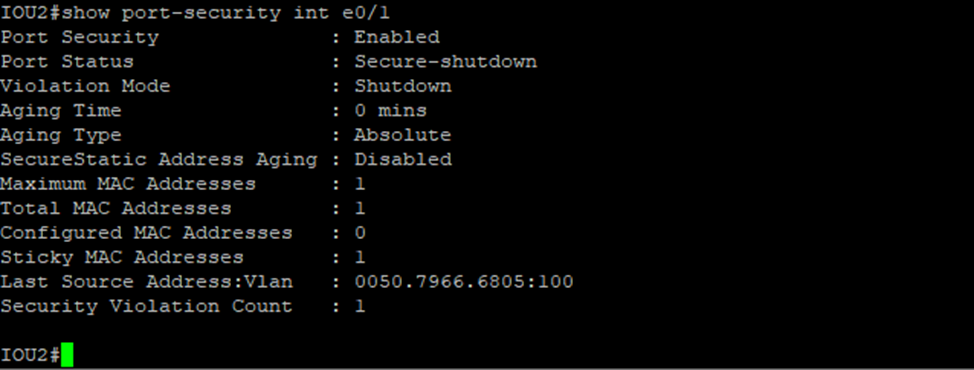 IOU2#show port-security int e0/1
Port Security              : Enabled
Port Status                : Secure-shutdown
Violation Mode             : Shutdown
Aging Time                 : 0 mins
Aging Type                 : Absolute
SecureStatic Address Aging : Disabled
Maximum MAC Addresses      : 1
Total MAC Addresses        : 1
Configured MAC Addresses   : 0
Sticky MAC Addresses       : 1
Last Source Address:Vlan   : 0050.7966.6805:100
Security Violation Count   : 1
IOU2#